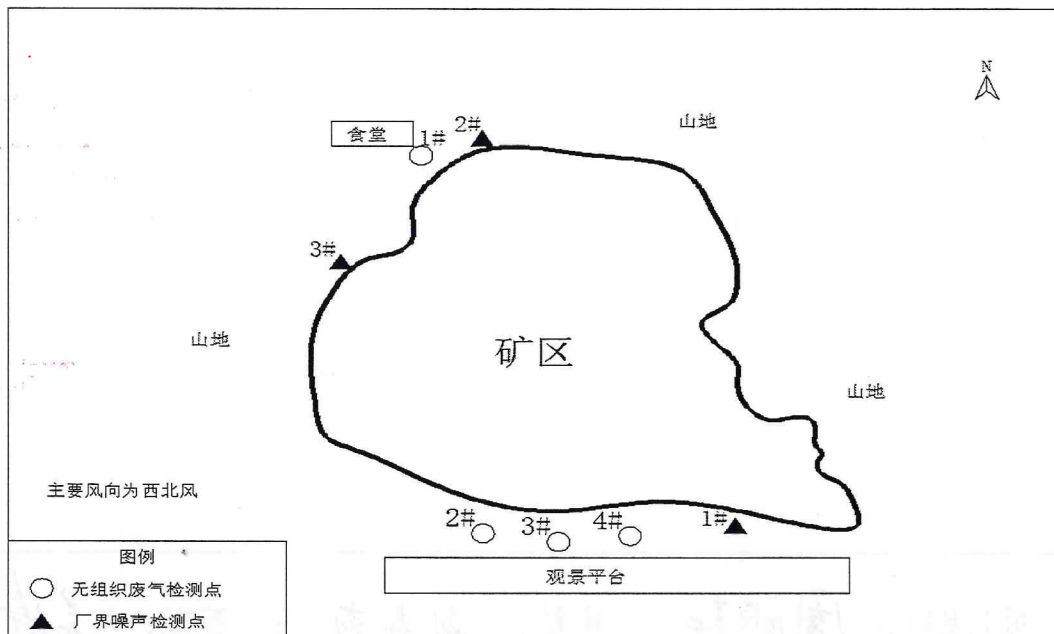 N
山地
2#
食堂
1#
3#
山地
矿区
山地
主要风向为西北风
2#
3#
4#
1#
图例
无组织废气检测点
厂界噪声检测点
观景平台